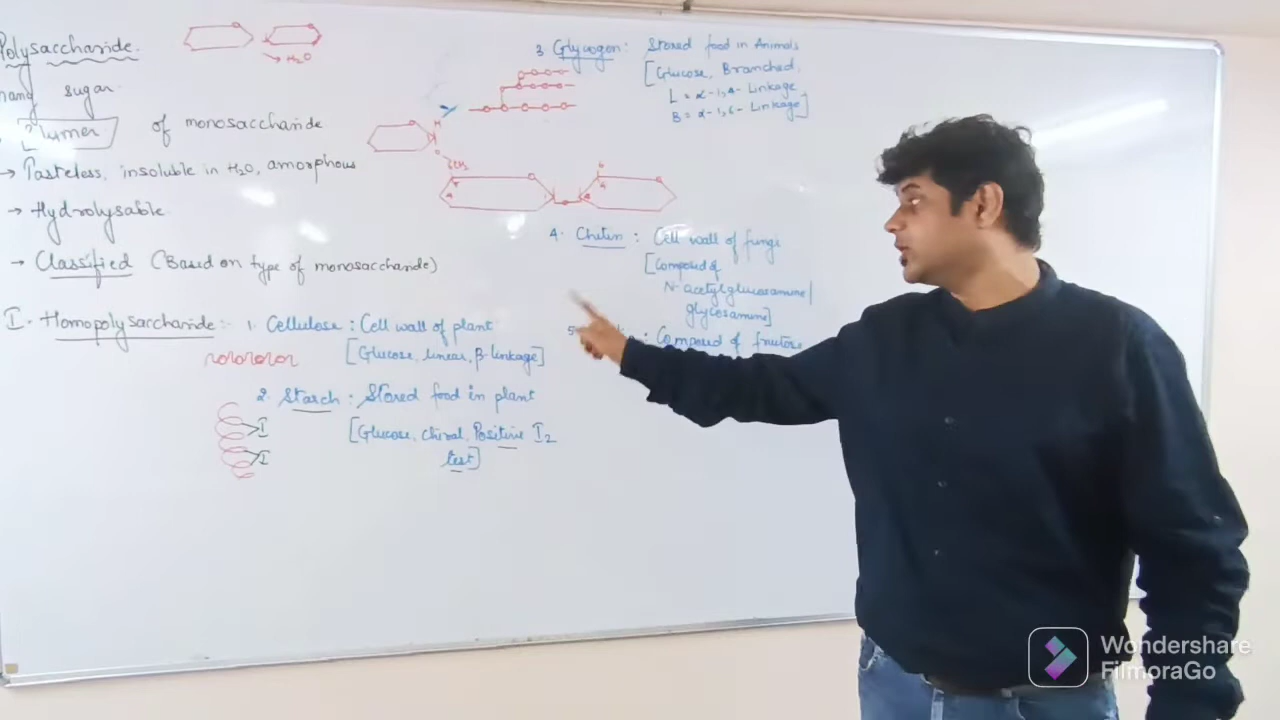 Polysaccharide.
many sugar.
of monosaccharide
→ Tasteless, insoluble in H2O, amorphous
→ Hydrolysable
→ Classified (Based on type of monosaccharide)
I. Homopolysaccharide :- 1. Cellulose : Cell wall of plant
[Glucose, linear, β-linkage]
2. Starch : Stored food in plant
[Glucose, chiral, Positive I2
test]
I
I
→ H2O
3. Glycogen : Stored food in Animals
[Glucose, Branched,
L = α-1,4- Linkage
B = α-1,6- Linkage]
H
4. Chitin : Cell wall of fungi
[Composed of
N-acetylglucosamine/
glycosamine]
5 : Composed of fructose
Wondershare
FilmoraGo